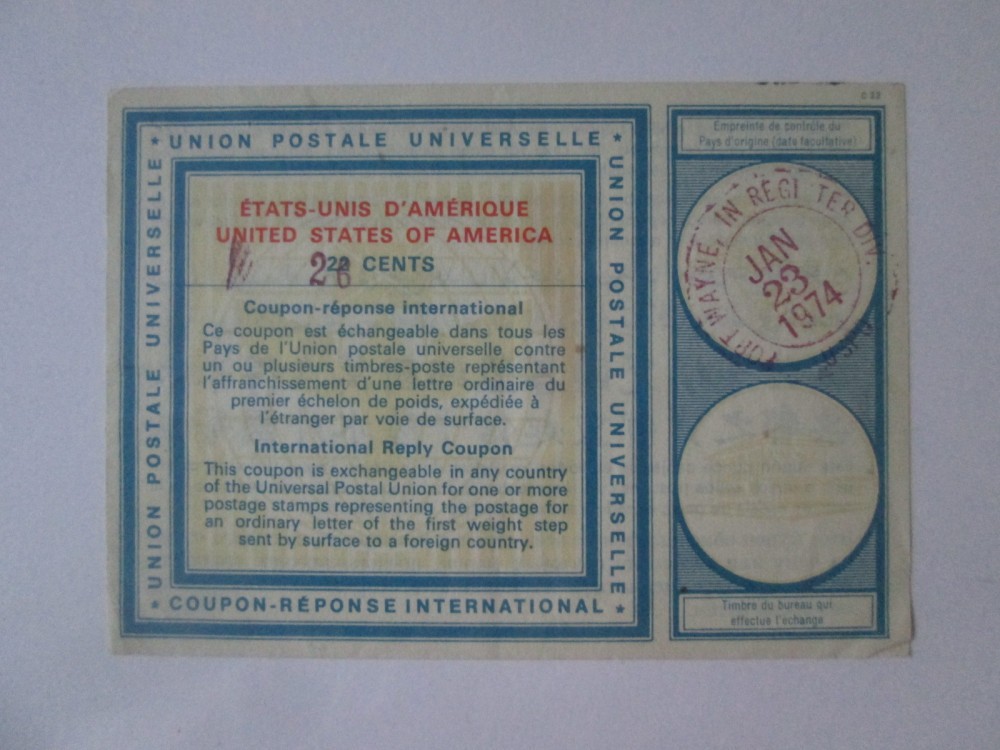 C 22
★ UNION POSTALE UNIVERSELLE ★
UNION POSTALE UNIVERSELLE
UNION POSTALE UNIVERSELLE
ÉTATS-UNIS D'AMÉRIQUE
UNITED STATES OF AMERICA
26 22 CENTS
Coupon-réponse international
Ce coupon est échangeable dans tous les
Pays de l'Union postale universelle contre
un ou plusieurs timbres-poste représentant
l'affranchissement d'une lettre ordinaire du
premier échelon de poids, expédiée à
l'étranger par voie de surface.
International Reply Coupon
This coupon is exchangeable in any country
of the Universal Postal Union for one or more
postage stamps representing the postage for
an ordinary letter of the first weight step
sent by surface to a foreign country.
★ COUPON-RÉPONSE INTERNATIONAL ★
Empreinte de contrôle du
Pays d'origine (date facultative)
FORT WAYNE, IN REGI TER DIV.
JAN
23
1974
USPO
Timbre du bureau qui
effectue l'échange